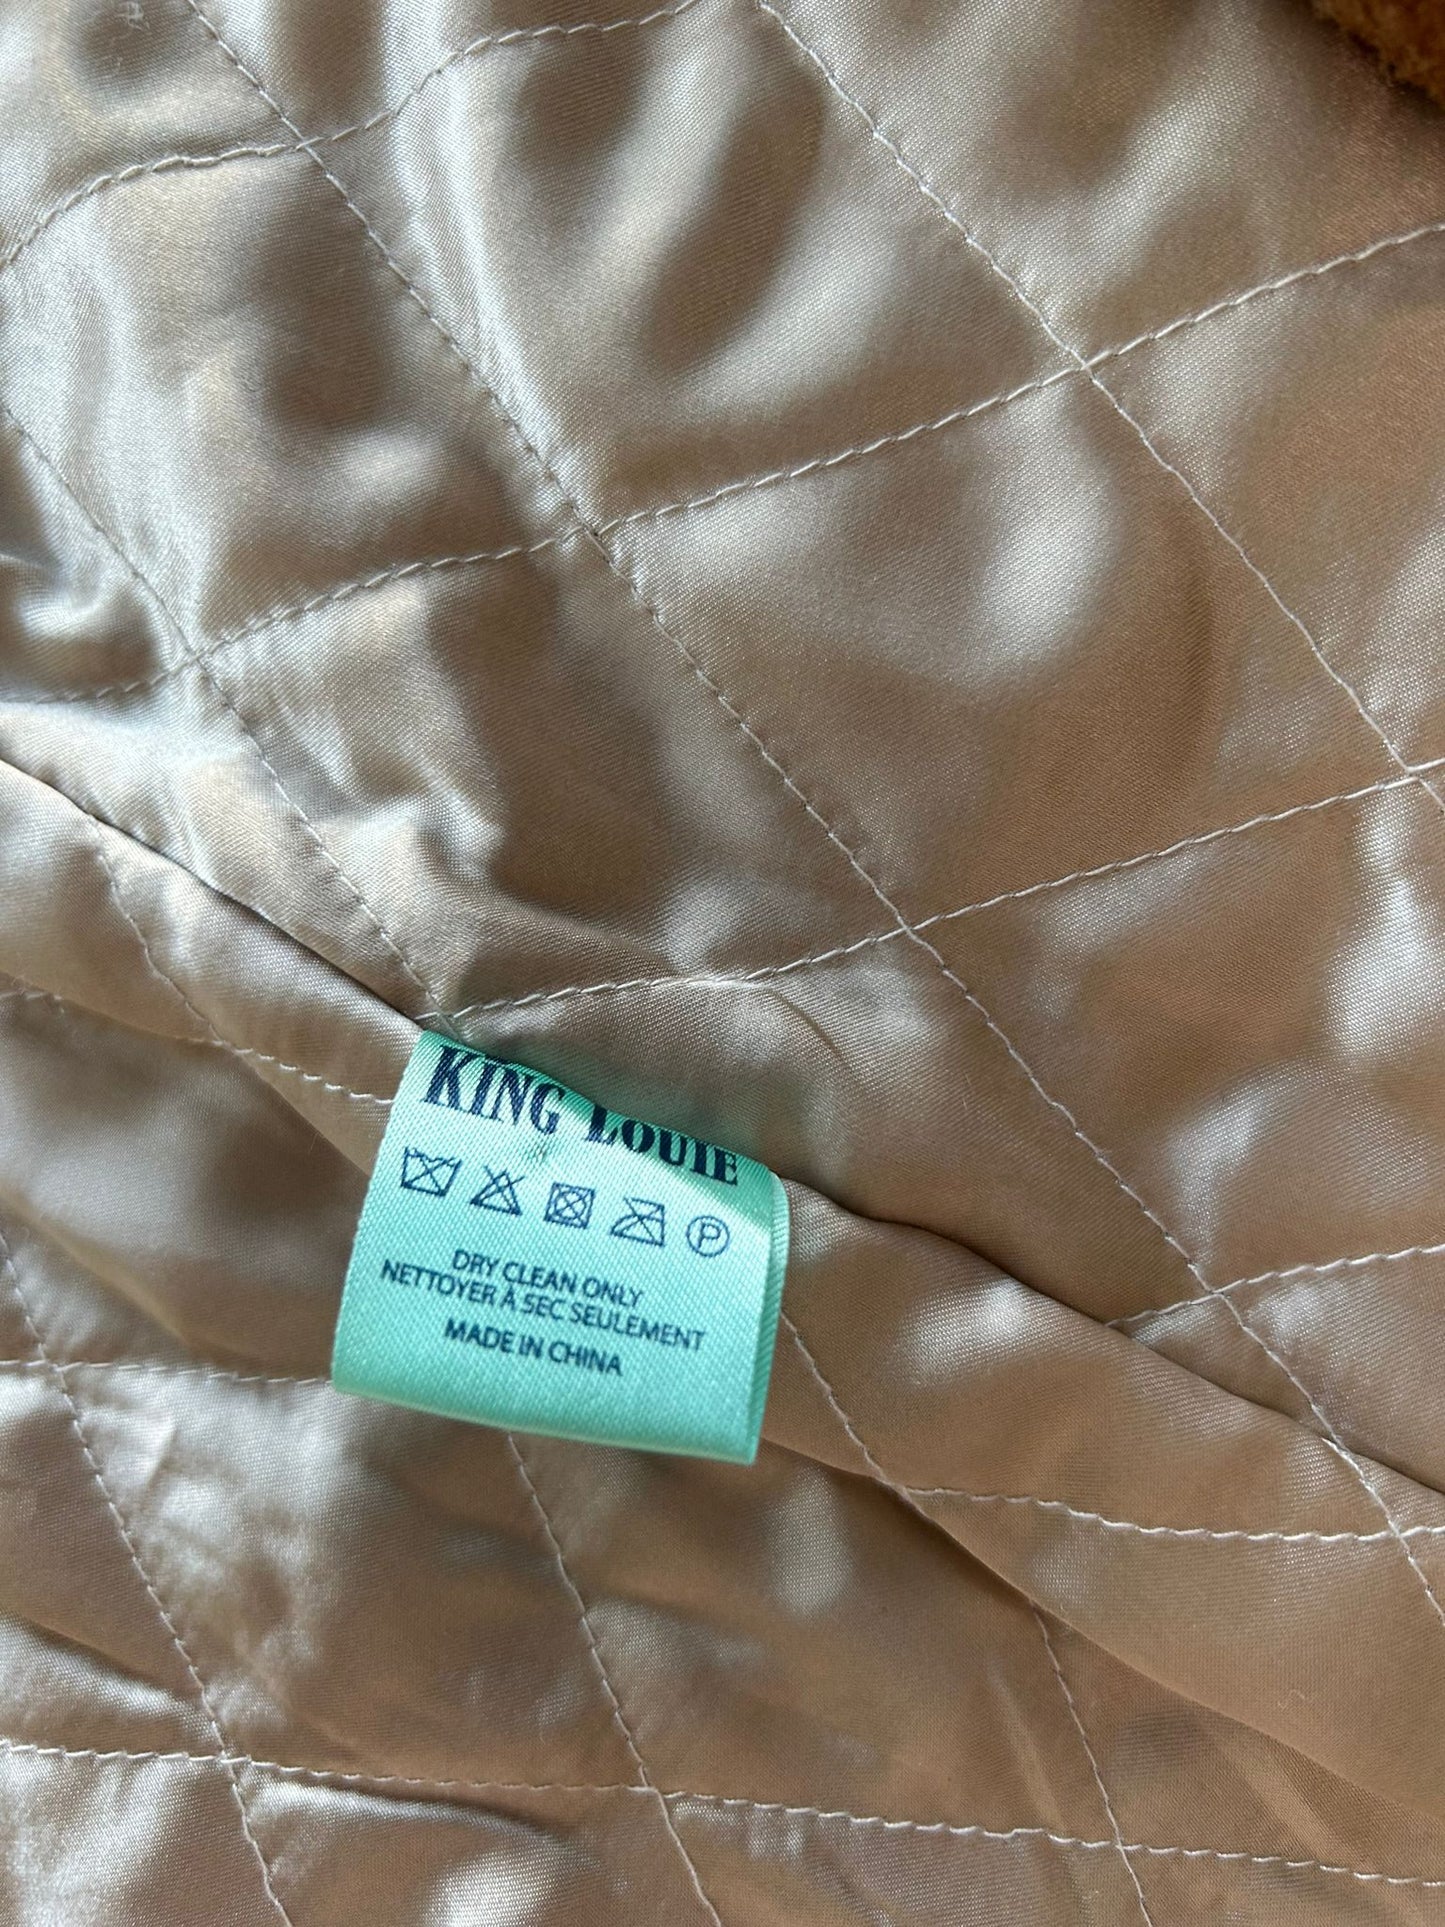 KING LOUIE
P
DRY CLEAN ONLY
NETTOYER À SEC SEULEMENT
MADE IN CHINA